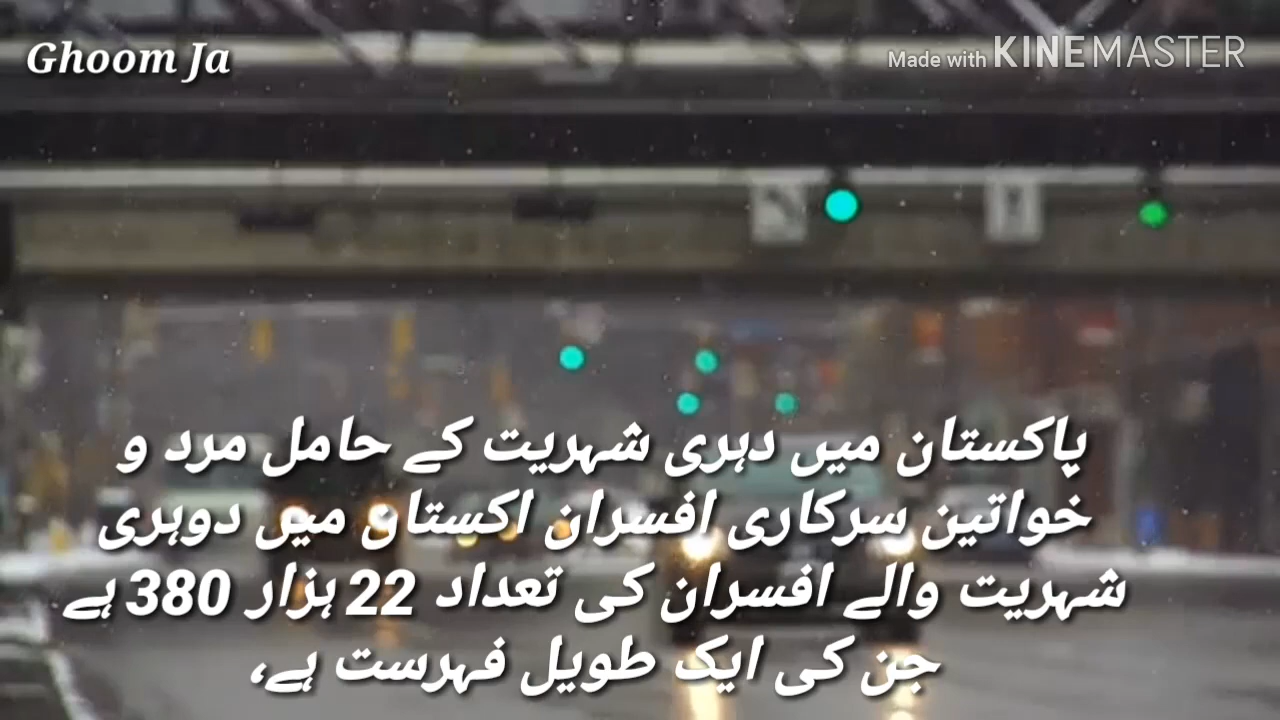 Ghoom Ja
Made with KINEMASTER
پاکستان میں دہری شہریت کے حامل مرد و
خواتین سرکاری افسران اکستان میں دوہری
شہریت والے افسران کی تعداد 22 ہزار 380 ہے
جن کی ایک طویل فہرست ہے،